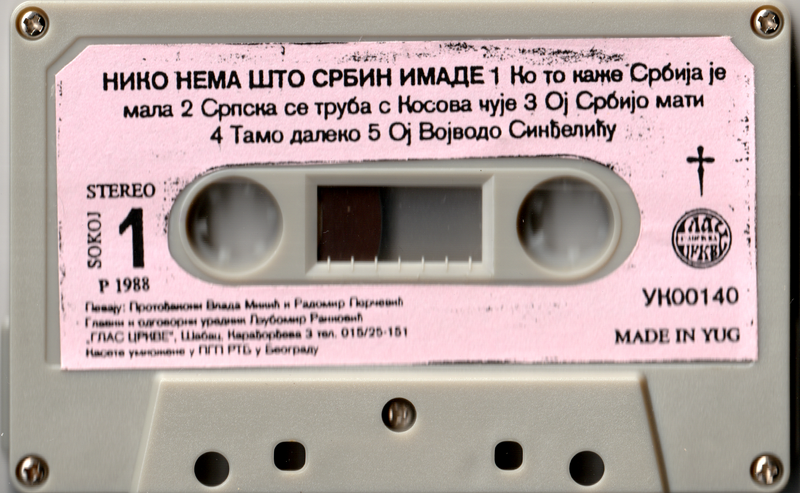 НИКО НЕМА ШТО СРБИН ИМАДЕ 1 Ко то каже Србија је
мала 2 Српска се труба с Косова чује 3 Ој Србијо мати
4 Тамо далеко 5 Ој Војводо Синђелићу
STEREO
SOKOJ
1
P 1988
ГЛАС
ЦРКВЕ
УК00140
MADE IN YUG
Певају: Протођакони Влада Микић и Радомир Перчевић
Главни и одговорни уредник Љубомир Ранковић
„ГЛАС ЦРКВЕ", Шабац, Карађорђева 3 тел. 015/25-151
Касете умножене у ПГП РТБ у Београду